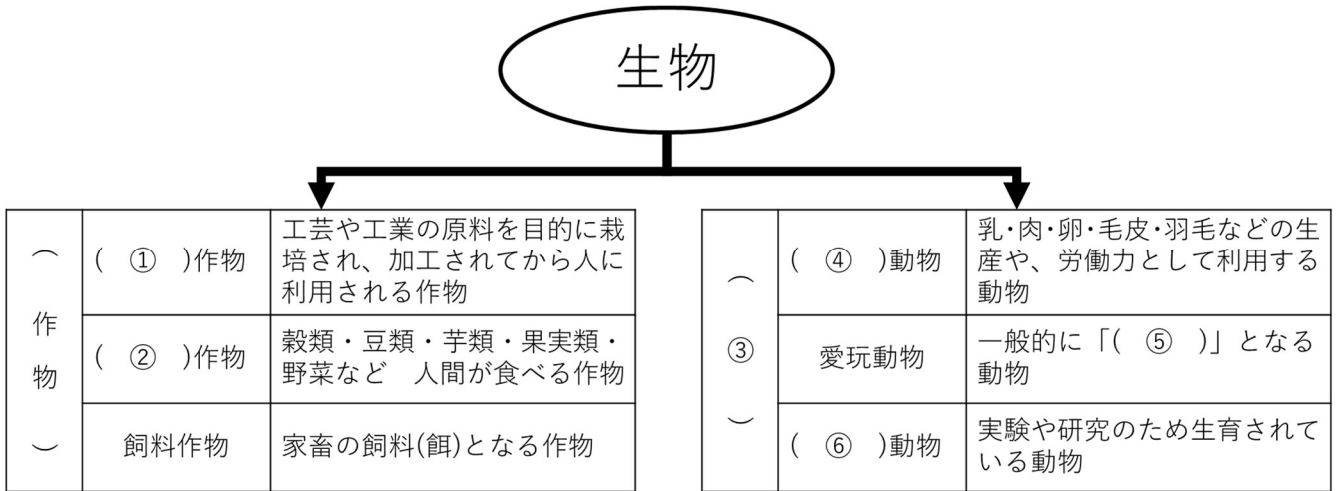 生物
（作物）
( ① )作物
工芸や工業の原料を目的に栽
培され、加工されてから人に
利用される作物
( ② )作物
穀類・豆類・芋類・果実類・
野菜など　人間が食べる作物
飼料作物
家畜の飼料(餌)となる作物
（③）
( ④ )動物
乳・肉・卵・毛皮・羽毛などの生
産や、労働力として利用する
動物
愛玩動物
一般的に「( ⑤ )」となる
動物
( ⑥ )動物
実験や研究のため生育されて
いる動物